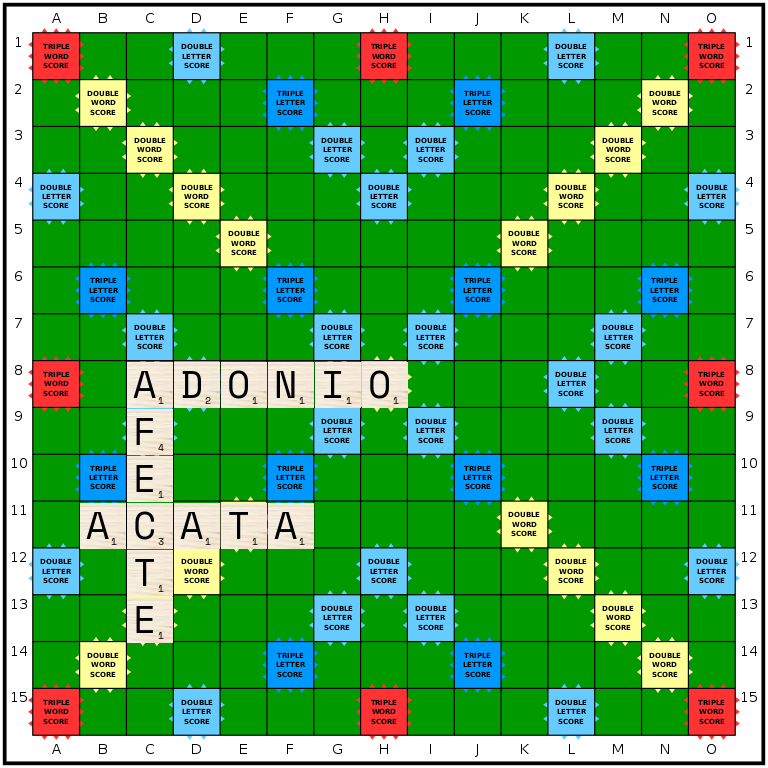 A B C D E F G H I J K L M N O
1 TRIPLE DOUBLE TRIPLE DOUBLE TRIPLE 1
WORD LETTER WORD LETTER WORD
SCORE SCORE SCORE SCORE SCORE
2 DOUBLE TRIPLE TRIPLE DOUBLE 2
WORD LETTER LETTER WORD
SCORE SCORE SCORE SCORE
3 DOUBLE DOUBLE DOUBLE DOUBLE 3
WORD LETTER LETTER WORD
SCORE SCORE SCORE SCORE
4 DOUBLE DOUBLE DOUBLE DOUBLE DOUBLE 4
LETTER WORD LETTER WORD LETTER
SCORE SCORE SCORE SCORE SCORE
5 DOUBLE DOUBLE 5
WORD WORD
SCORE SCORE
6 TRIPLE TRIPLE TRIPLE TRIPLE 6
LETTER LETTER LETTER LETTER
SCORE SCORE SCORE SCORE
7 DOUBLE DOUBLE DOUBLE DOUBLE 7
LETTER LETTER LETTER LETTER
SCORE SCORE SCORE SCORE
8 TRIPLE DOUBLE TRIPLE 8
WORD A1 D2 O1 N1 I1 O1 LETTER WORD
SCORE SCORE SCORE
9 DOUBLE DOUBLE DOUBLE 9
F4 LETTER LETTER LETTER
SCORE SCORE SCORE
10 TRIPLE TRIPLE TRIPLE TRIPLE 10
LETTER E1 LETTER LETTER LETTER
SCORE SCORE SCORE SCORE
11 DOUBLE 11
A1 C3 A1 T1 A1 WORD
SCORE
12 DOUBLE DOUBLE DOUBLE DOUBLE DOUBLE 12
LETTER T1 WORD LETTER WORD LETTER
SCORE SCORE SCORE SCORE SCORE
13 DOUBLE DOUBLE DOUBLE 13
E1 LETTER LETTER WORD
SCORE SCORE SCORE
14 DOUBLE TRIPLE TRIPLE DOUBLE 14
WORD LETTER LETTER WORD
SCORE SCORE SCORE SCORE
15 TRIPLE DOUBLE TRIPLE DOUBLE TRIPLE 15
WORD LETTER WORD LETTER WORD
SCORE SCORE SCORE SCORE SCORE
A B C D E F G H I J K L M N O